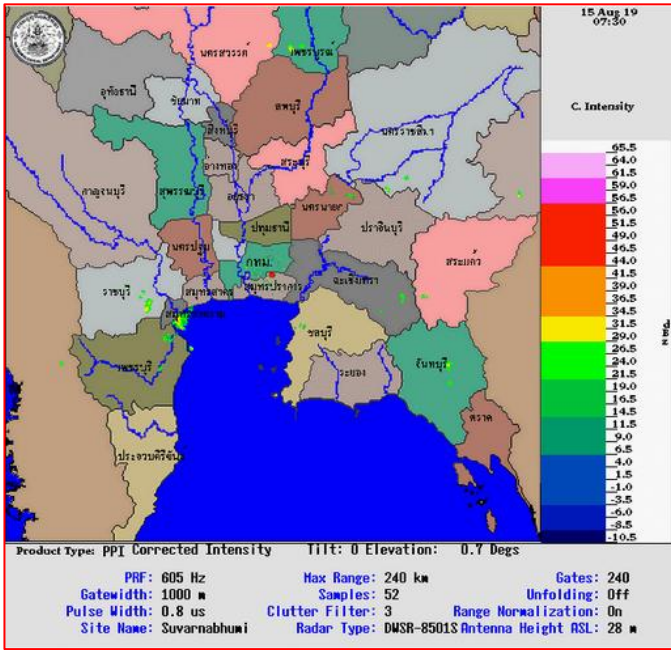 15 Aug 19
07:30
C. Intensity
นครสวรรค์
เพชรบูรณ์
อุทัยธานี
ชัยนาท
ลพบุรี
สิงห์บุรี
นครราชสีมา
อ่างทอง
สระบุรี
กาญจนบุรี
สุพรรณบุรี
อยุธยา
นครนายก
ปราจีนบุรี
ปทุมธานี
นครปฐม
กทม.
สระแก้ว
ราชบุรี
สมุทรสาคร
สมุทรปราการ
ฉะเชิงเทรา
สมุทรสงคราม
ชลบุรี
เพชรบุรี
ระยอง
จันทบุรี
ตราด
ประจวบคีรีขันธ์
65.5
64.0
61.5
59.0
56.5
56.0
51.5
49.0
46.5
44.0
41.5
39.0
36.5
34.0
31.5
29.0
26.5
24.0
21.5
19.0
16.5
14.5
11.5
9.0
6.5
4.0
1.5
-1.0
-3.5
-6.0
-8.5
-10.5
Product Type: PPI Corrected Intensity Tilt: 0 Elevation: 0.7 Degs
PRF: 605 Hz Max Range: 240 km Gates: 240
Gatewidth: 1000 m Samples: 52 Unfolding: Off
Pulse Width: 0.8 us Clutter Filter: 3 Range Normalization: On
Site Name: Suvarnabhumi Radar Type: DWSR-8501S Antenna Height ASL: 28 m